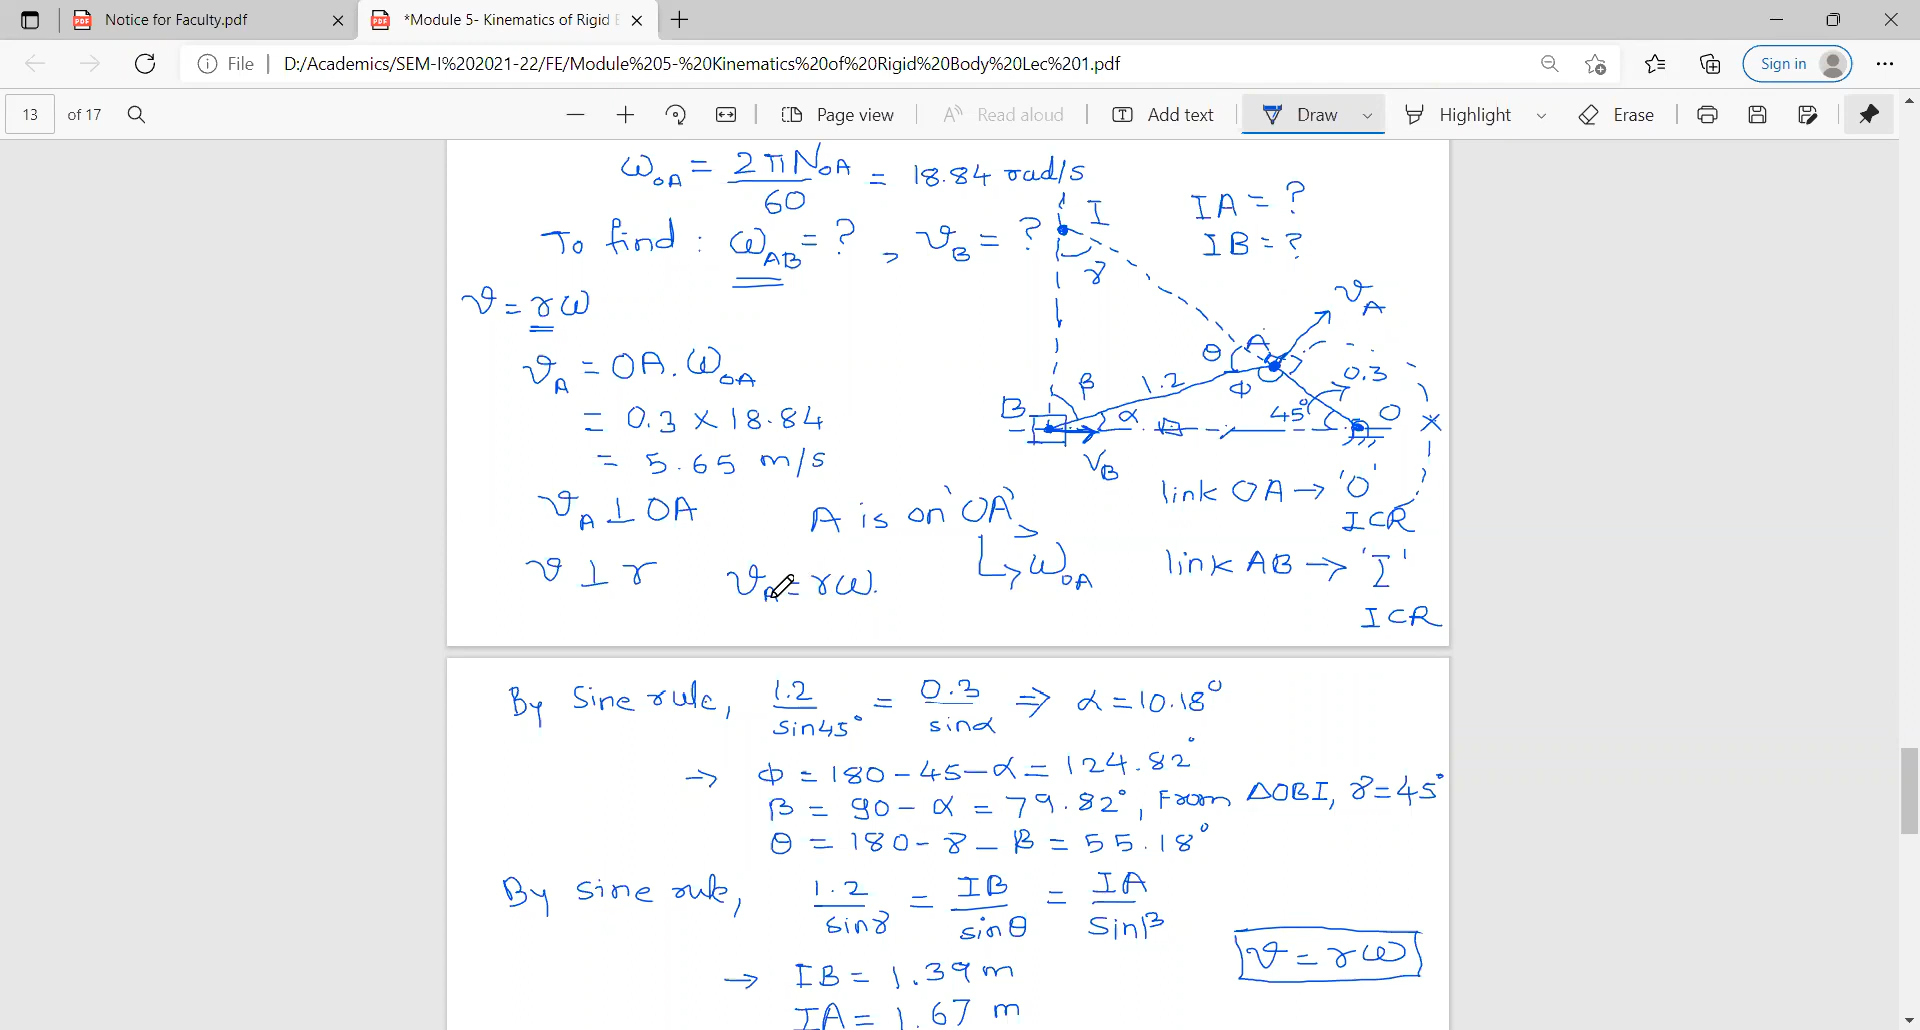 Notice for Faculty.pdf
*Module 5- Kinematics of Rigid
File
D:/Academics/SEM-I%202021-22/FE/Module%205-%20Kinematics%20of%20Rigid%20Body%20Lec%201.pdf
Sign in
13 of 17
Page view
Read aloud
Add text
Draw
Highlight
Erase
ω_OA = 2πN_OA / 60 = 18.84 rad/s
IA = ?
IB = ?
To find : ω_AB = ? , v_B = ?
I
γ
v = rω
v_A
v_A = OA. ω_OA
θ
A
β
1.2
ϕ
0.3
B
α
45°
O
= 0.3 × 18.84
= 5.65 m/s
V_B
link OA → 'O'
ICR
v_A ⊥ OA
A is on 'OA'
↳ ω_OA
link AB → 'I'
ICR
v ⊥ r
v_A = rω.
By Sine rule, 1.2 / sin45° = 0.3 / sinα ⇒ α = 10.18°
→ ϕ = 180 - 45 - α = 124.82°
β = 90 - α = 79.82°, From ΔOBI, γ = 45°
θ = 180 - γ - β = 55.18°
By sine rule, 1.2 / sinγ = IB / sinθ = IA / Sinβ
v = rω
→ IB = 1.39 m
IA = 1.67 m